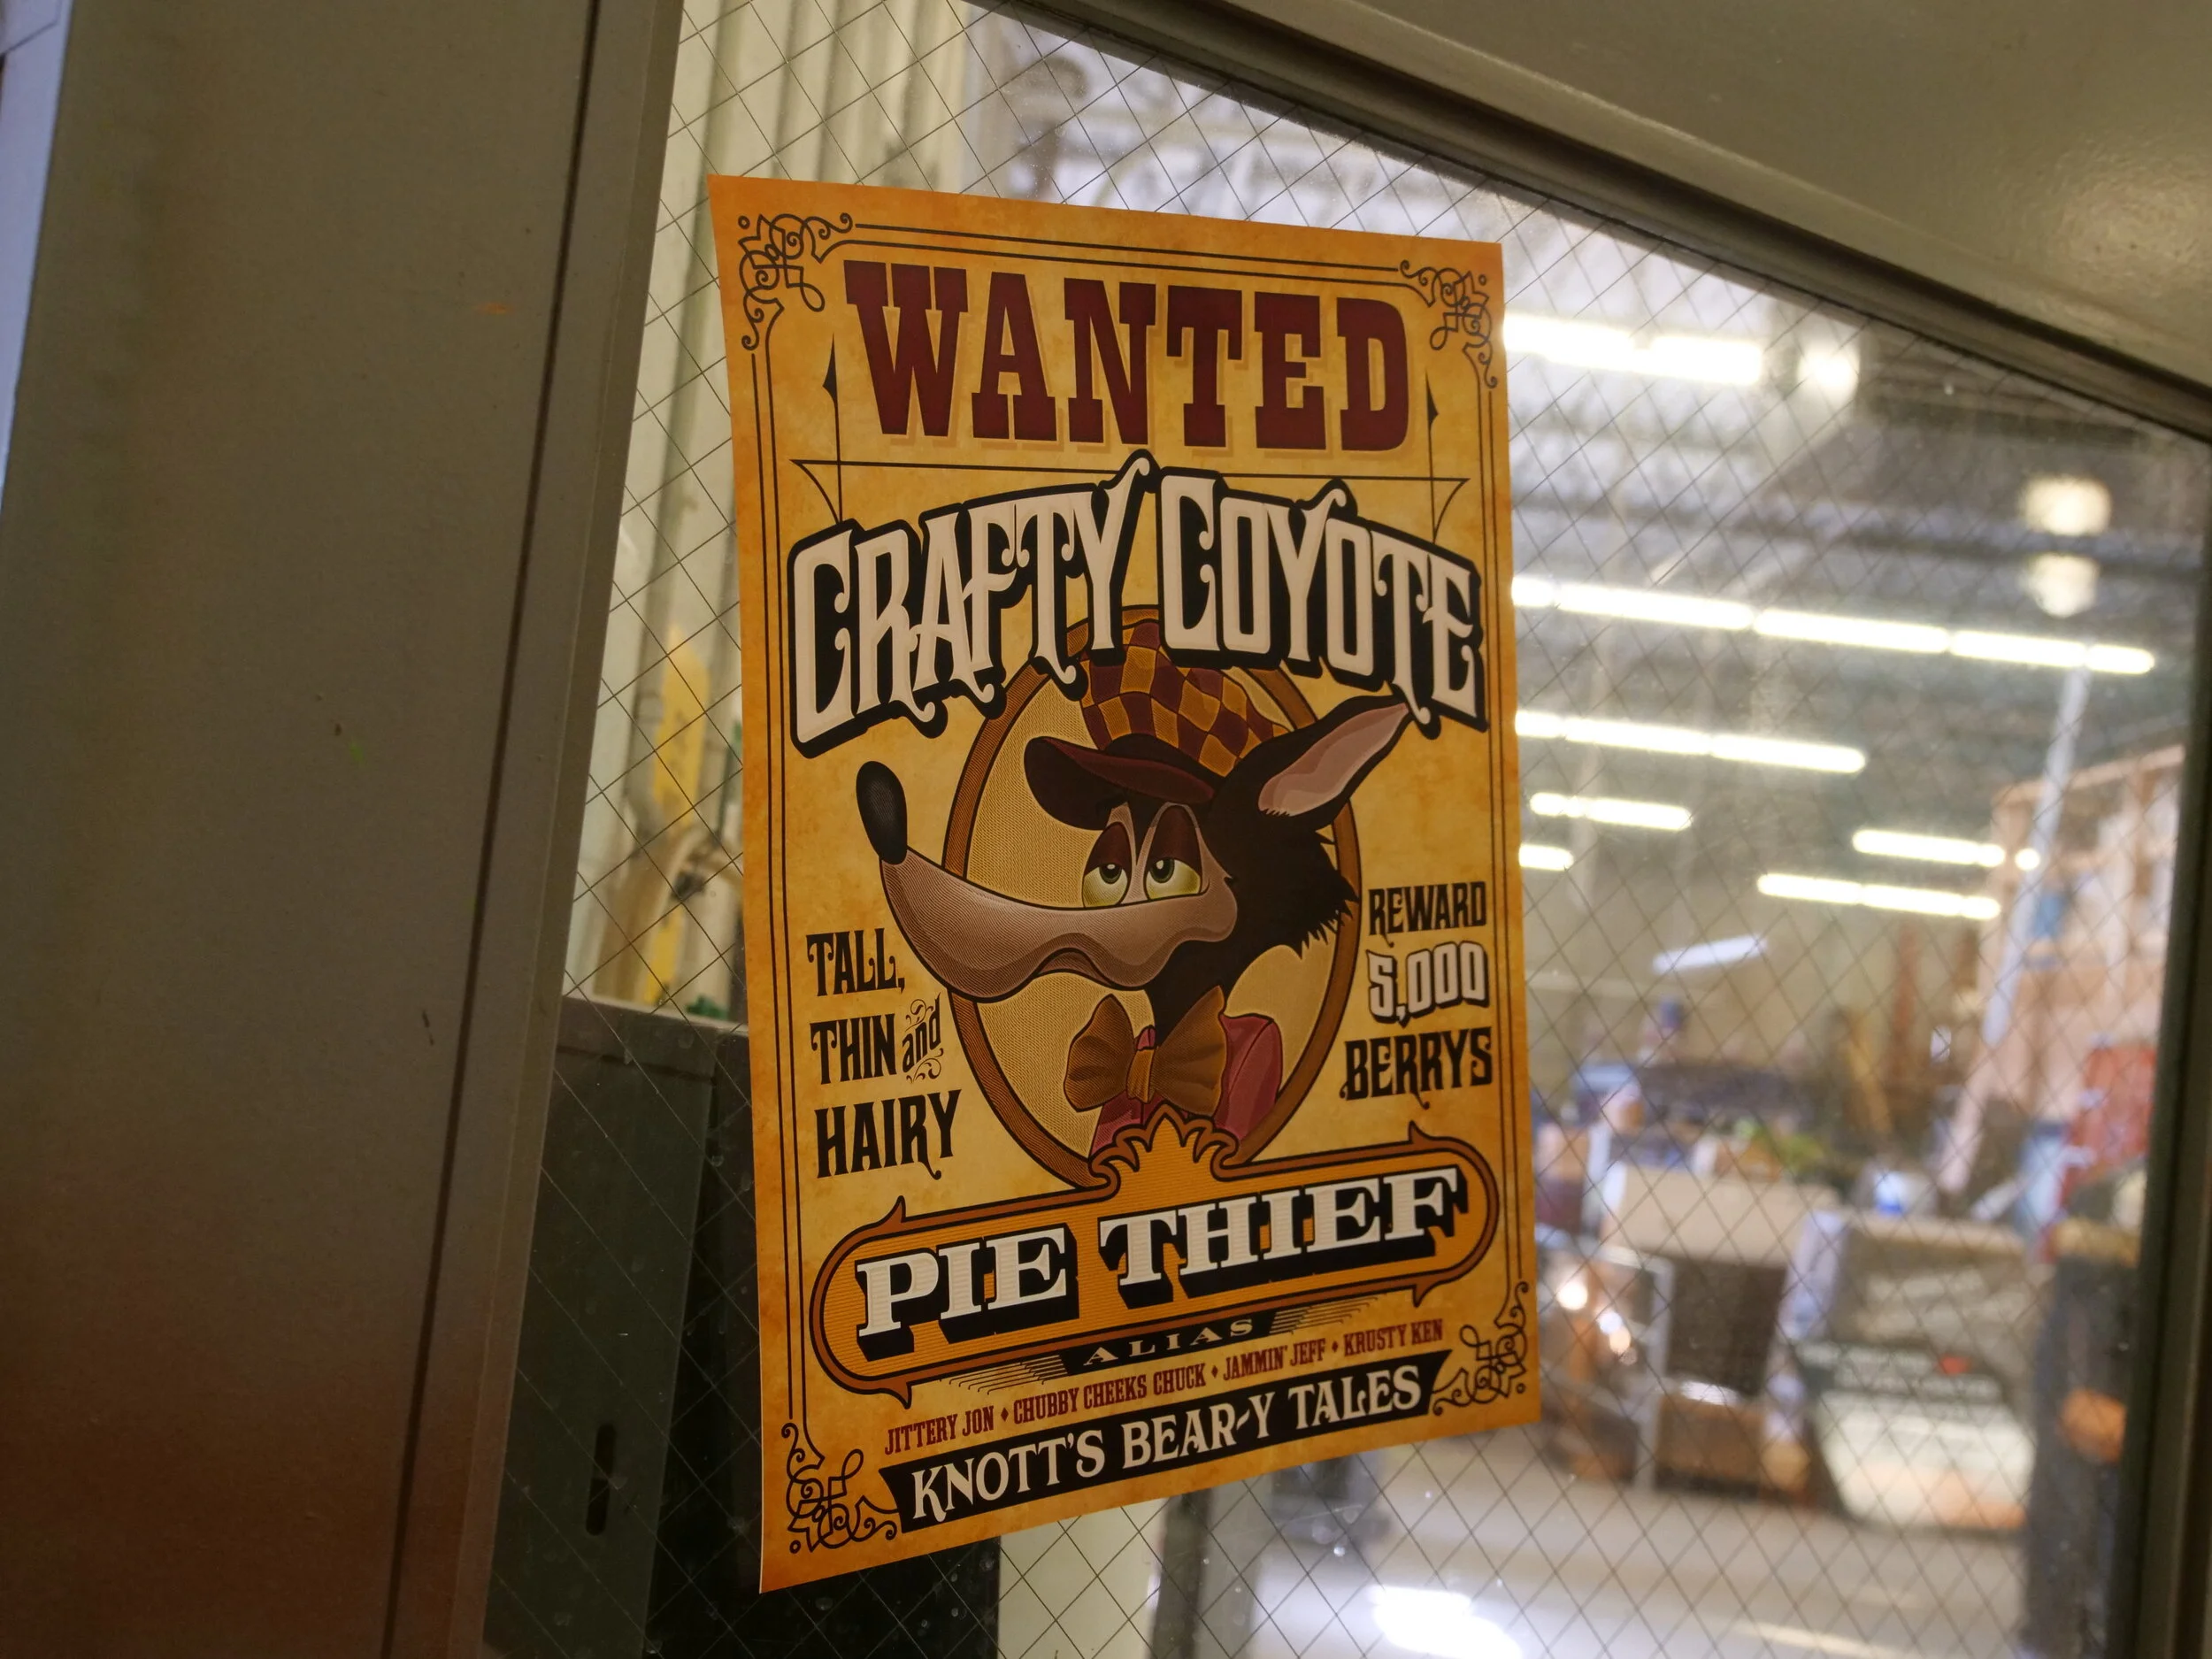 WANTED
CRAFTY COYOTE
TALL,
THIN and
HAIRY
REWARD
5,000
BERRYS
PIE THIEF
ALIAS
JITTERY JON • CHUBBY CHEEKS CHUCK • JAMMIN' JEFF • KRUSTY KEN
KNOTT'S BEAR-Y TALES